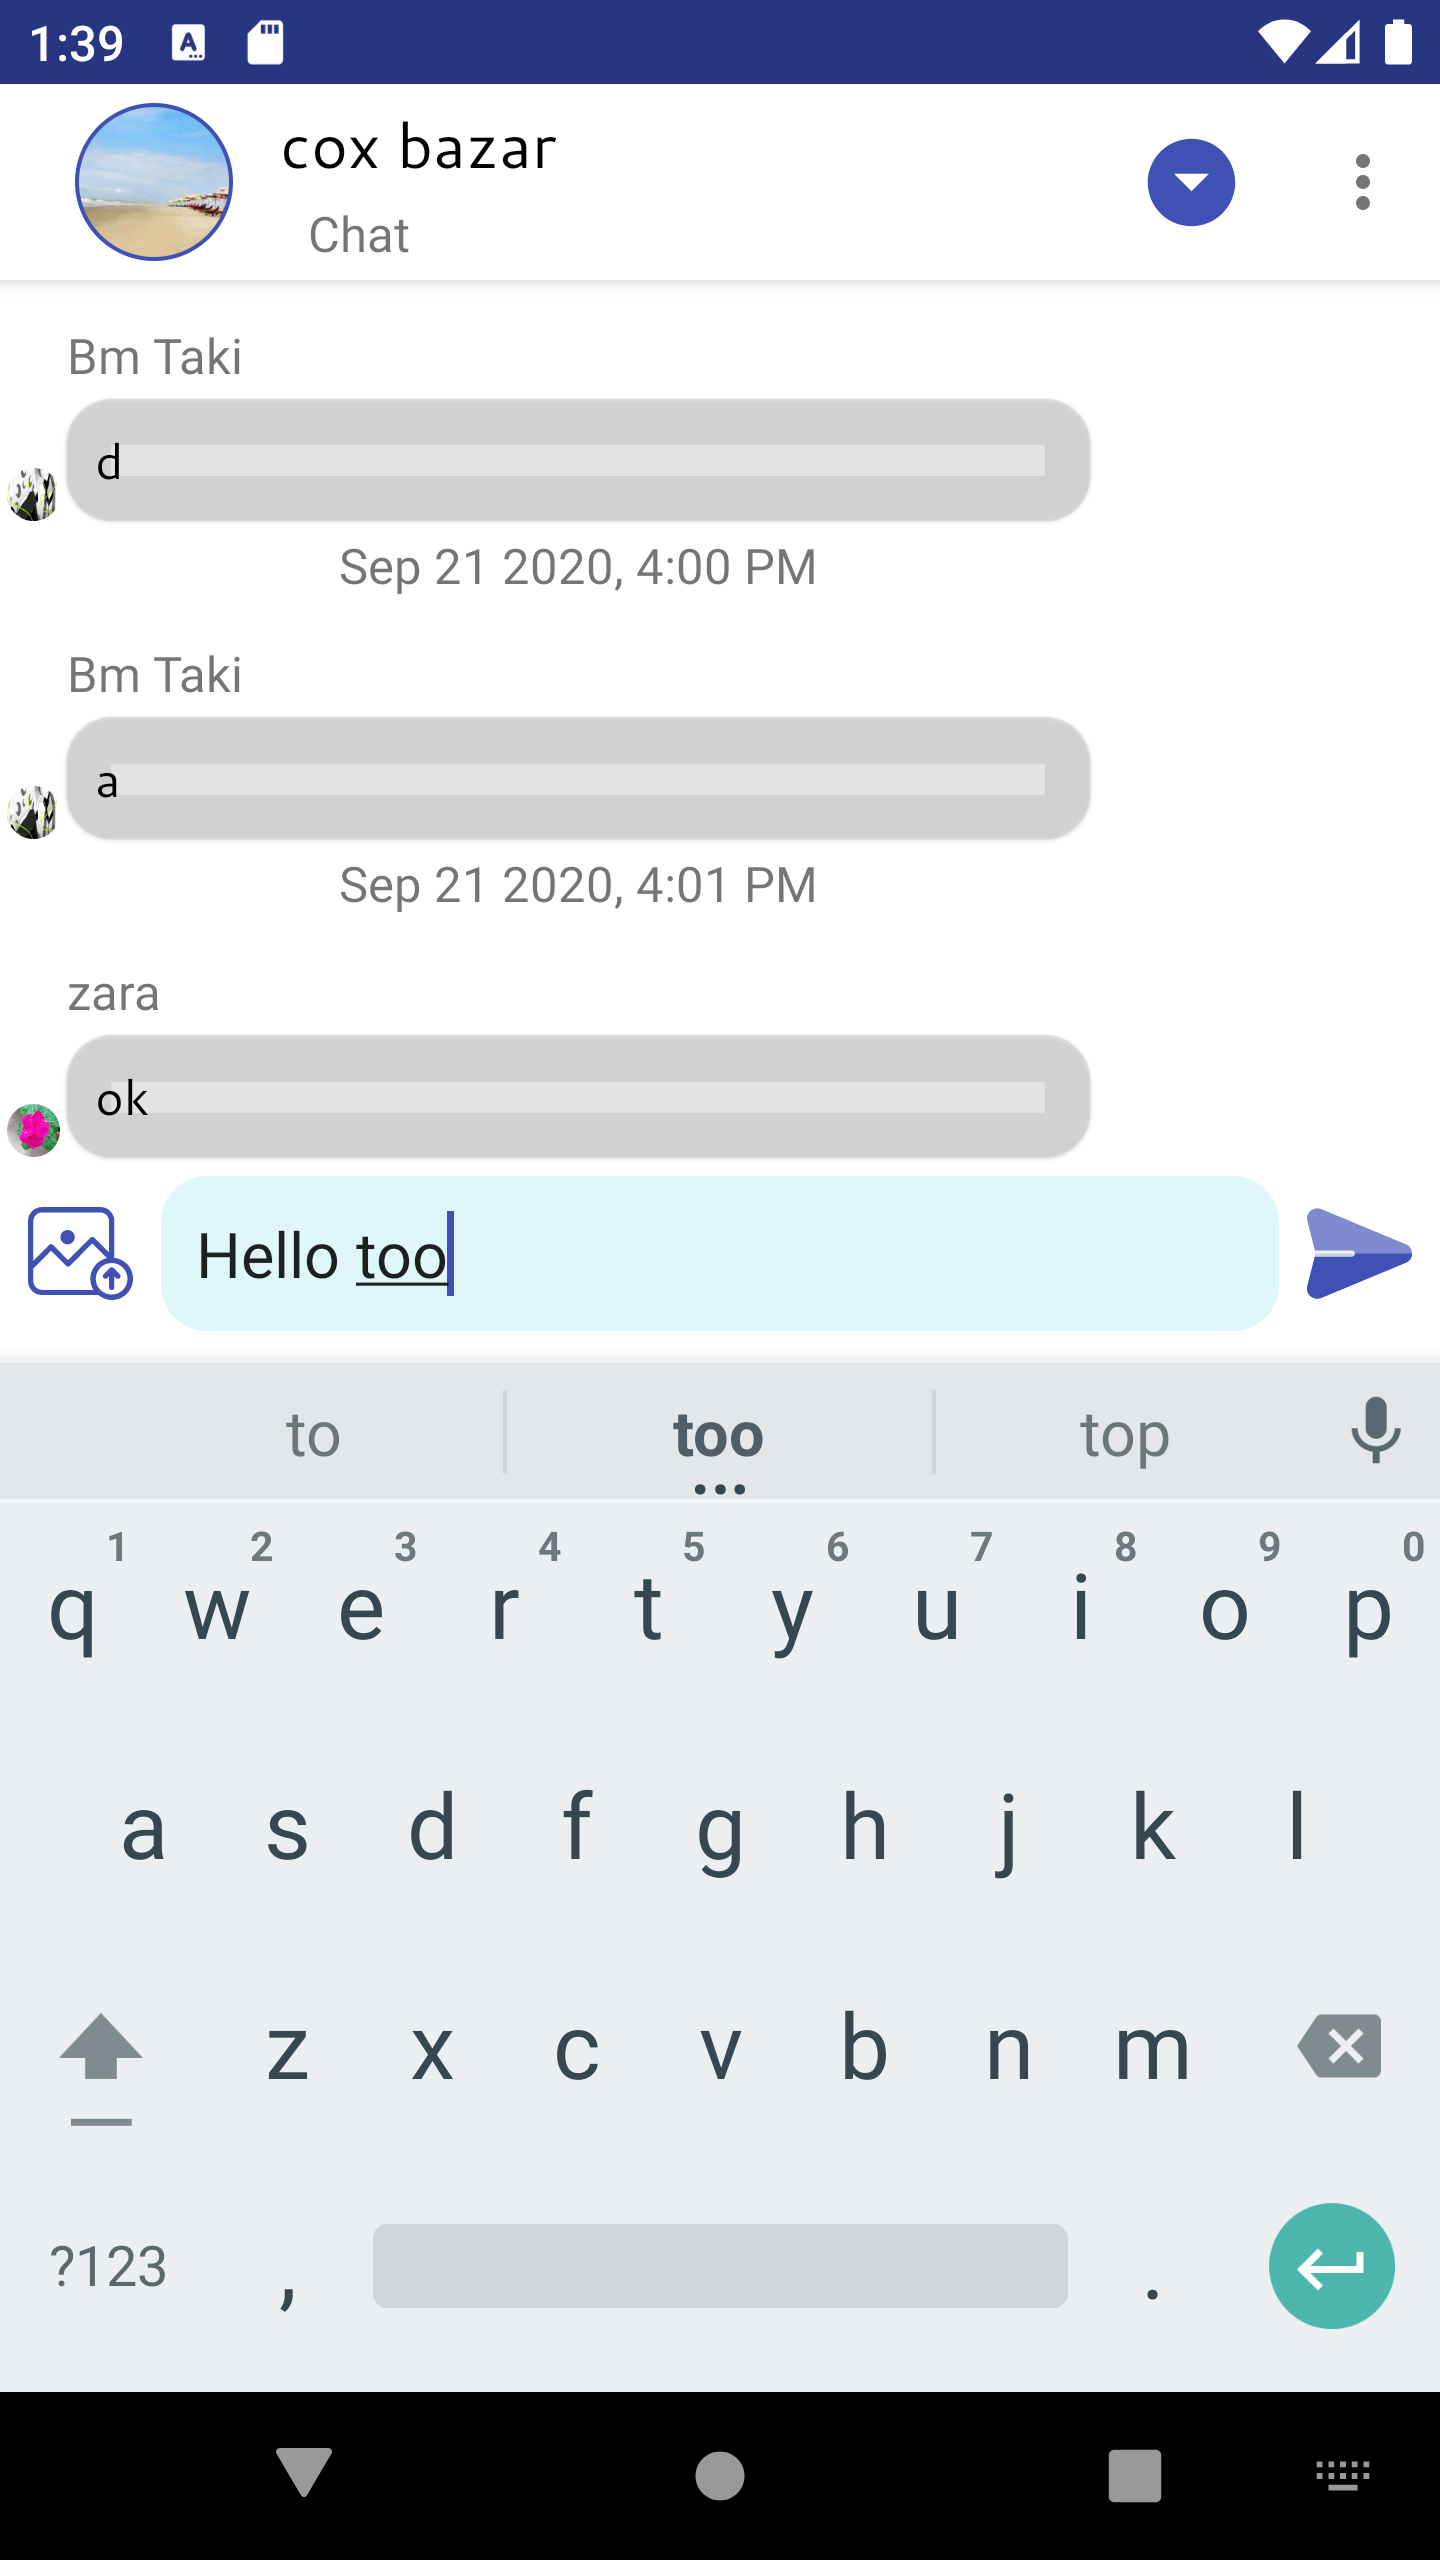 1:39
cox bazar
Chat
Bm Taki
d
Sep 21 2020, 4:00 PM
Bm Taki
a
Sep 21 2020, 4:01 PM
zara
ok
Hello too
to too top
1 2 3 4 5 6 7 8 9 0
q w e r t y u i o p
a s d f g h j k l
z x c v b n m
?123 , .